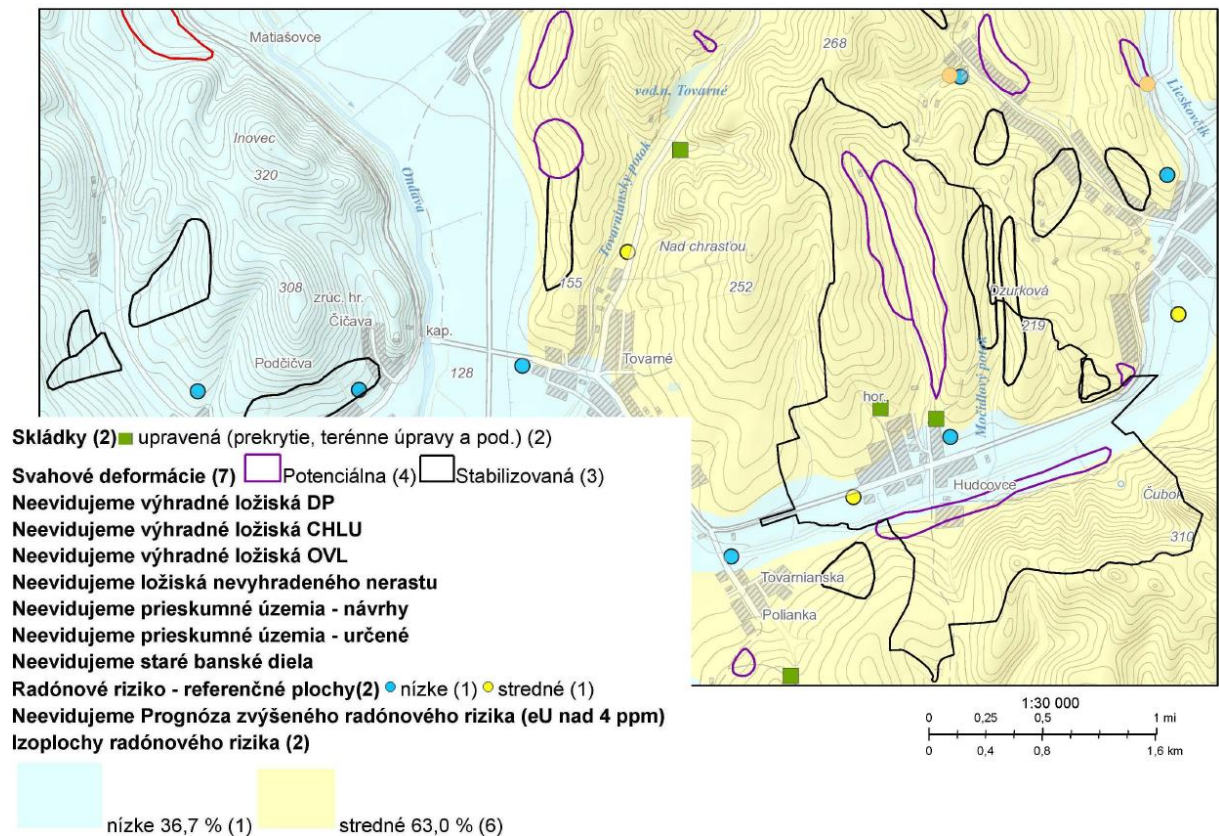 Matiašovce
268
vod.n. Tovarné
Lieskovčík
Inovec
320
Ondava
Tovarniansky potok
Nad chrasťou
308
155
252
Dzurková
219
zrúc. hr.
Čičava
kap.
Podčičva
128
Tovarné
Močidlový potok
hor.
Hudcovce
Čubok
310
Tovarnianska
Polianka
Skládky (2) upravená (prekrytie, terénne úpravy a pod.) (2)
Svahové deformácie (7) Potenciálna (4) Stabilizovaná (3)
Neevidujeme výhradné ložiská DP
Neevidujeme výhradné ložiská CHLU
Neevidujeme výhradné ložiská OVL
Neevidujeme ložiská nevyhradeného nerastu
Neevidujeme prieskumné územia - návrhy
Neevidujeme prieskumné územia - určené
Neevidujeme staré banské diela
Radónové riziko - referenčné plochy(2) nízke (1) stredné (1)
Neevidujeme Prognóza zvýšeného radónového rizika (eU nad 4 ppm)
Izoplochy radónového rizika (2)
nízke 36,7 % (1) stredné 63,0 % (6)
1:30 000
0 0,25 0,5 1 mi
0 0,4 0,8 1,6 km